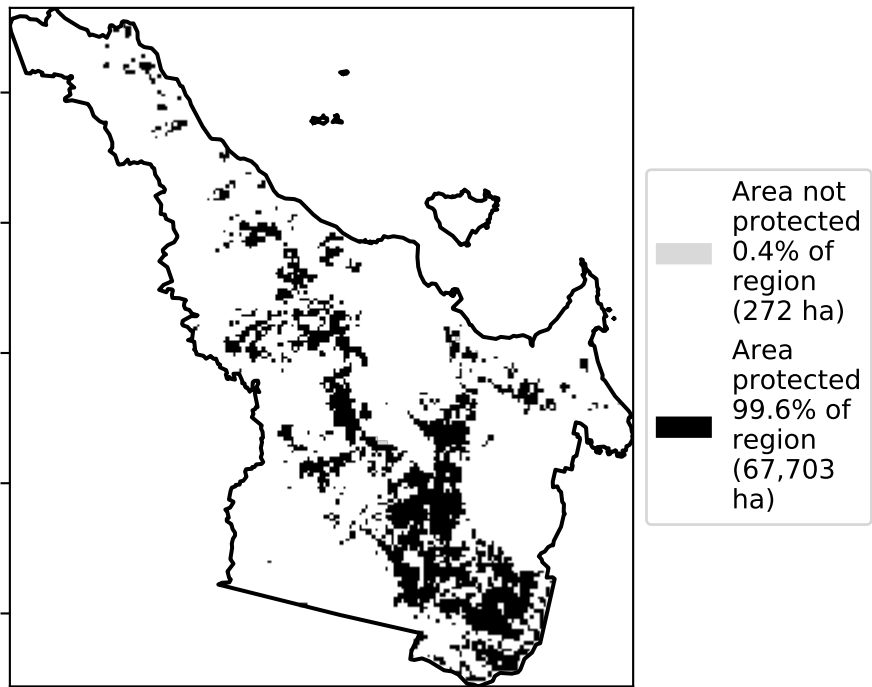 Area not
protected
0.4% of
region
(272 ha)
Area
protected
99.6% of
region
(67,703
ha)